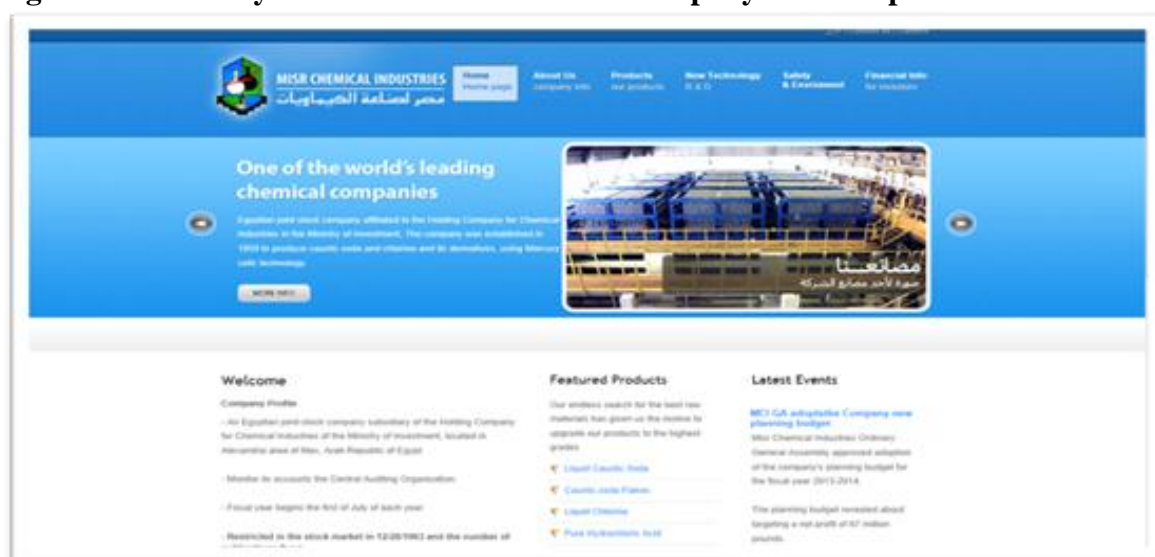 MISR CHEMICAL INDUSTRIES
مصر لصناعة الكيماويات
Home
Home page
About Us
company info
Products
our products
New Technology
R & D
Safety
& Enviroment
Financial Info
for investors
One of the world's leading
chemical companies
Egyptian joint stock company affiliated to the Holding Company for Chemical
Industries in the Ministry of Investment, This company was established in
1959 to produce caustic soda and chlorine and its derivatives, using Mercury
cells technology.
MORE INFO
مصانعــنا
صورة لأحد مصانع الشركة
Welcome
Company Profile
- An Egyptian joint-stock company subsidiary of the Holding Company
for Chemical Industries of the Ministry of Investment, located in
Alexandria area of Mex, Arab Republic of Egypt
- Monitor its accounts the Central Auditing Organization.
- Fiscal year begins the first of July of each year
- Restricted in the stock market in 12/28/1963 and the number of
Featured Products
Our endless search for the best raw
materials has given us the motive to
upgrade our products to the highest
grades
Liquid Caustic Soda
Caustic soda Flakes
Liquid Chlorine
Pure Hydrochloric Acid
Latest Events
MCI GA adoptsthe Company new
planning budget
Misr Chemical Industries Ordinary
General Assembly approved adoption
of the company's planning budget for
the fiscal year 2013-2014.
The planning budget revealed about
targeting a net profit of 67 million
pounds.